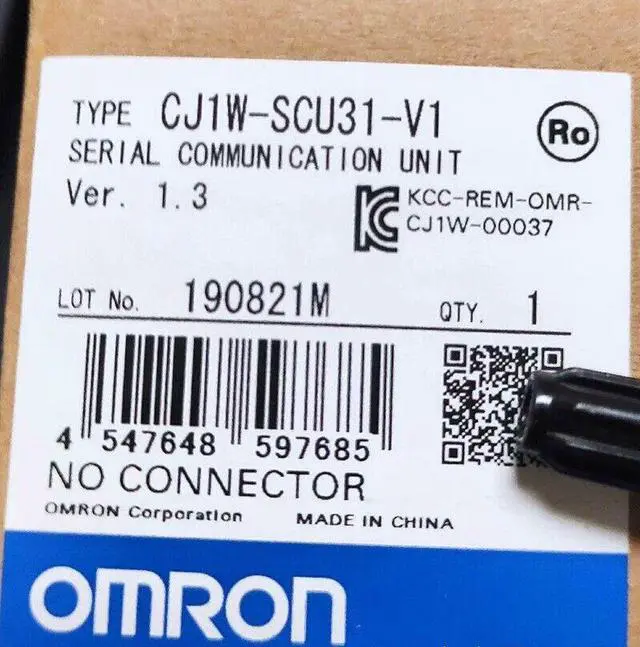 TYPE CJ1W-SCU31-V1
Ro
SERIAL COMMUNICATION UNIT
Ver. 1.3
KCC-REM-OMR-
CJ1W-00037
LOT No. 190821M
QTY. 1
4 547648 597685
NO CONNECTOR
OMRON Corporation MADE IN CHINA
OMRON